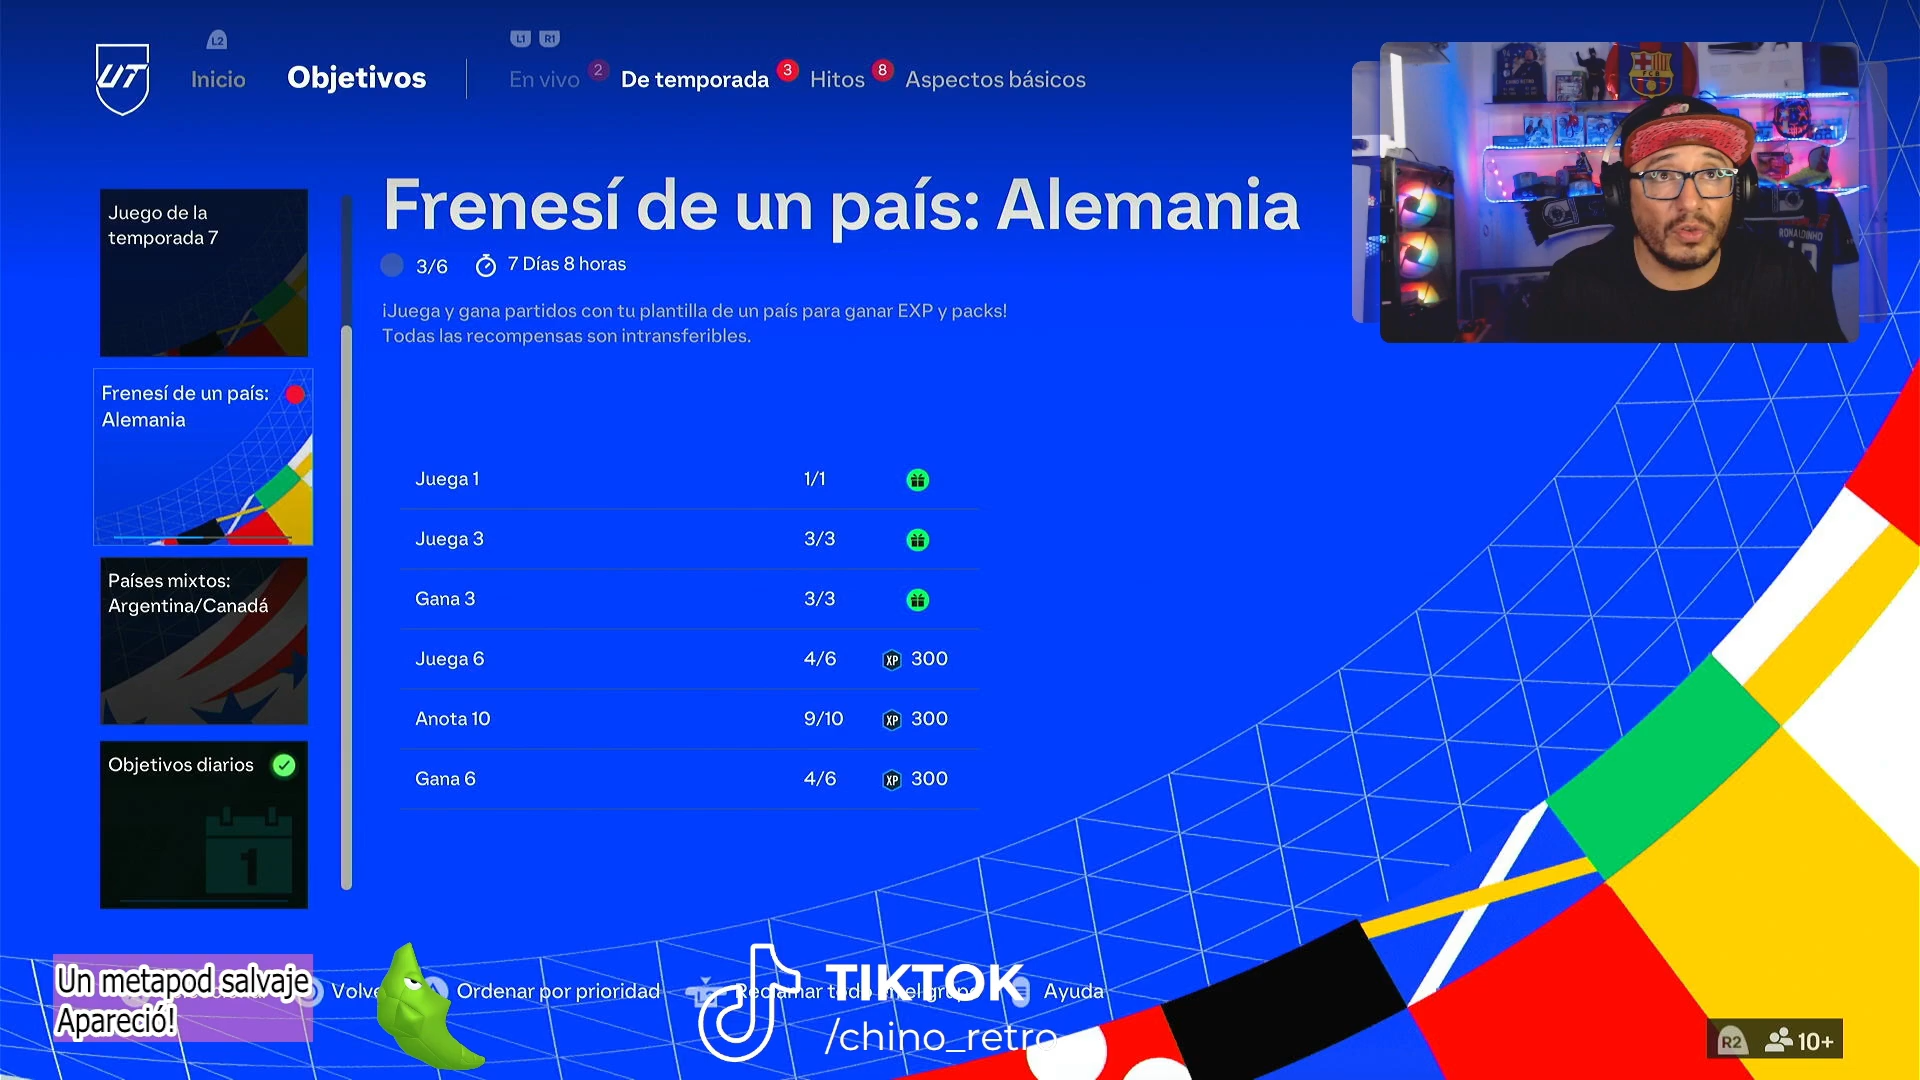 L2
L1 R1
UT Inicio Objetivos En vivo 2 De temporada 3 Hitos 8 Aspectos básicos
Juego de la
temporada 7
Frenesí de un país:
Alemania
Países mixtos:
Argentina/Canadá
Objetivos diarios
1
Frenesí de un país: Alemania
3/6 7 Días 8 horas
¡Juega y gana partidos con tu plantilla de un país para ganar EXP y packs!
Todas las recompensas son intransferibles.
Juega 1 1/1
Juega 3 3/3
Gana 3 3/3
Juega 6 4/6 XP 300
Anota 10 9/10 XP 300
Gana 6 4/6 XP 300
FCB
RONALDINHO
Un metapod salvaje
Apareció!
Ordenar por prioridad
Ayuda
TIKTOK
/chino_retro
R2 10+